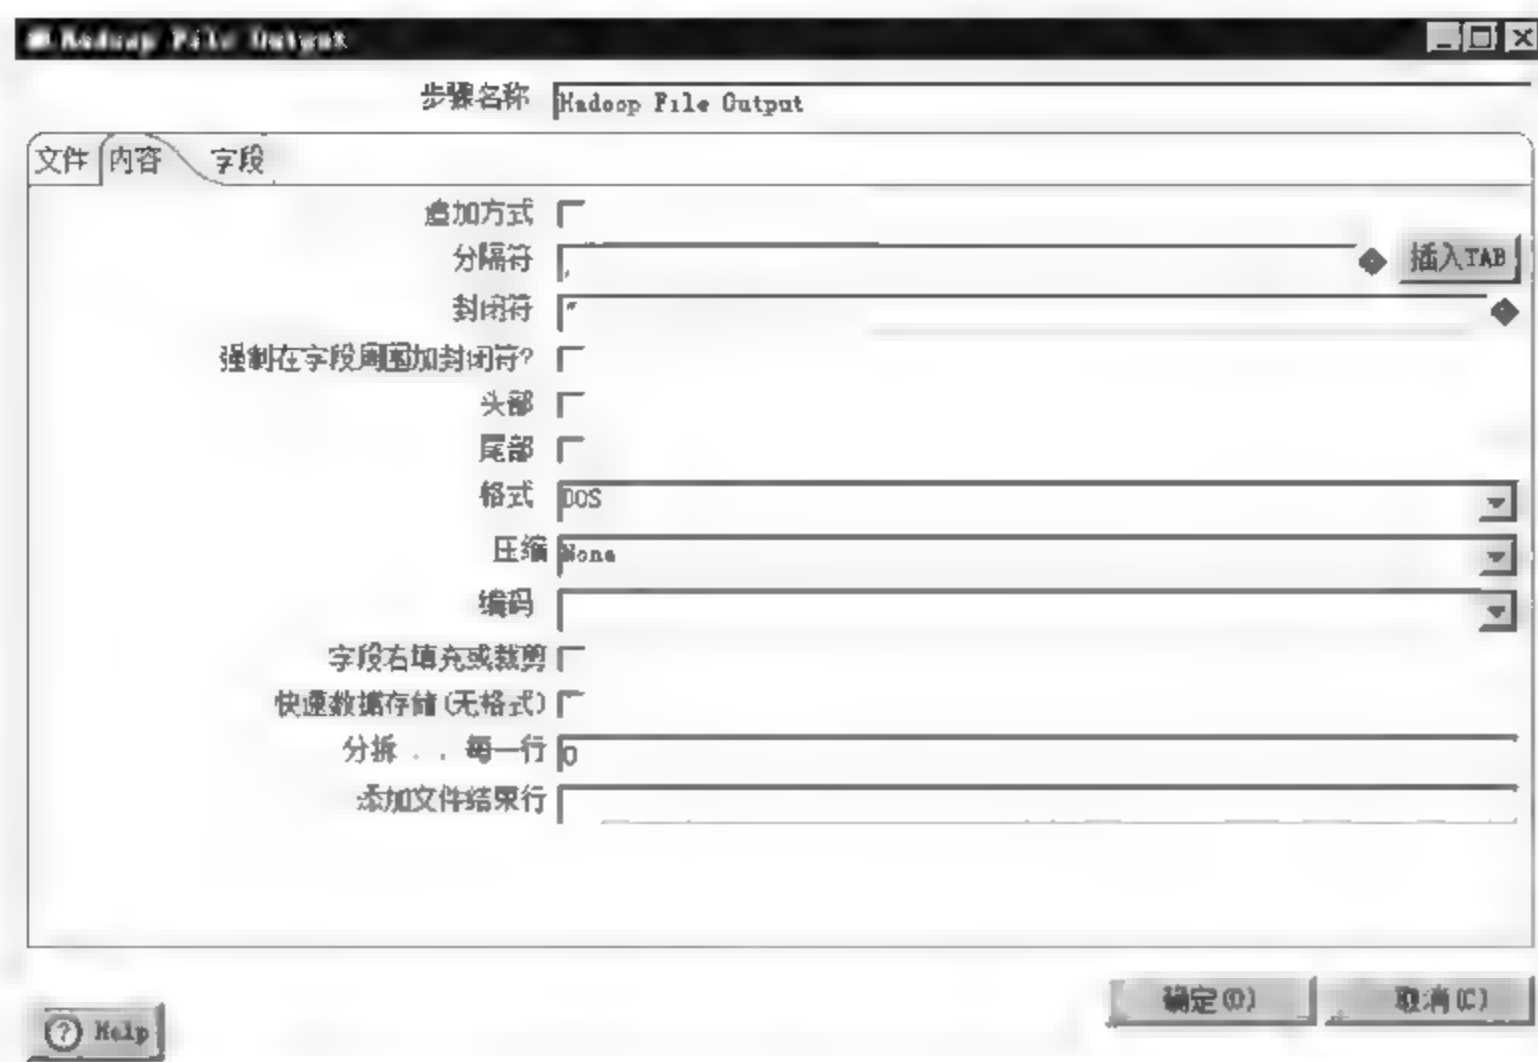 Hadoop File Output
步骤名称 Hadoop File Output
文件 内容 字段
追加方式
分隔符 , 插入TAB
封闭符 "
强制在字段周围加封闭符?
头部
尾部
格式 DOS
压缩 None
编码
字段右填充或裁剪
快速数据存储(无格式)
分拆...每一行 0
添加文件结束行
确定(O) 取消(C)
Help